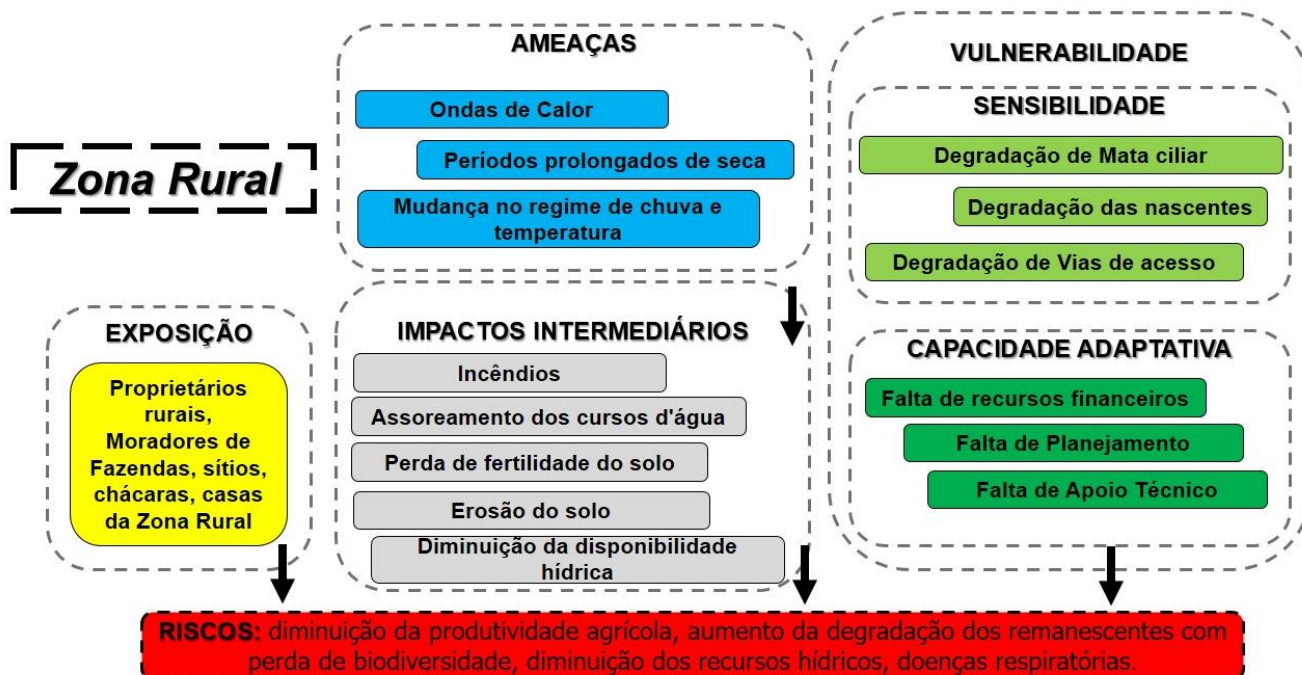 Zona Rural
AMEAÇAS
Ondas de Calor
Períodos prolongados de seca
Mudança no regime de chuva e
temperatura
VULNERABILIDADE
SENSIBILIDADE
Degradação de Mata ciliar
Degradação das nascentes
Degradação de Vias de acesso
EXPOSIÇÃO
Proprietários
rurais,
Moradores de
Fazendas, sítios,
chácaras, casas
da Zona Rural
IMPACTOS INTERMEDIÁRIOS
Incêndios
Assoreamento dos cursos d'água
Perda de fertilidade do solo
Erosão do solo
Diminuição da disponibilidade
hídrica
CAPACIDADE ADAPTATIVA
Falta de recursos financeiros
Falta de Planejamento
Falta de Apoio Técnico
RISCOS: diminuição da produtividade agrícola, aumento da degradação dos remanescentes com
perda de biodiversidade, diminuição dos recursos hídricos, doenças respiratórias.